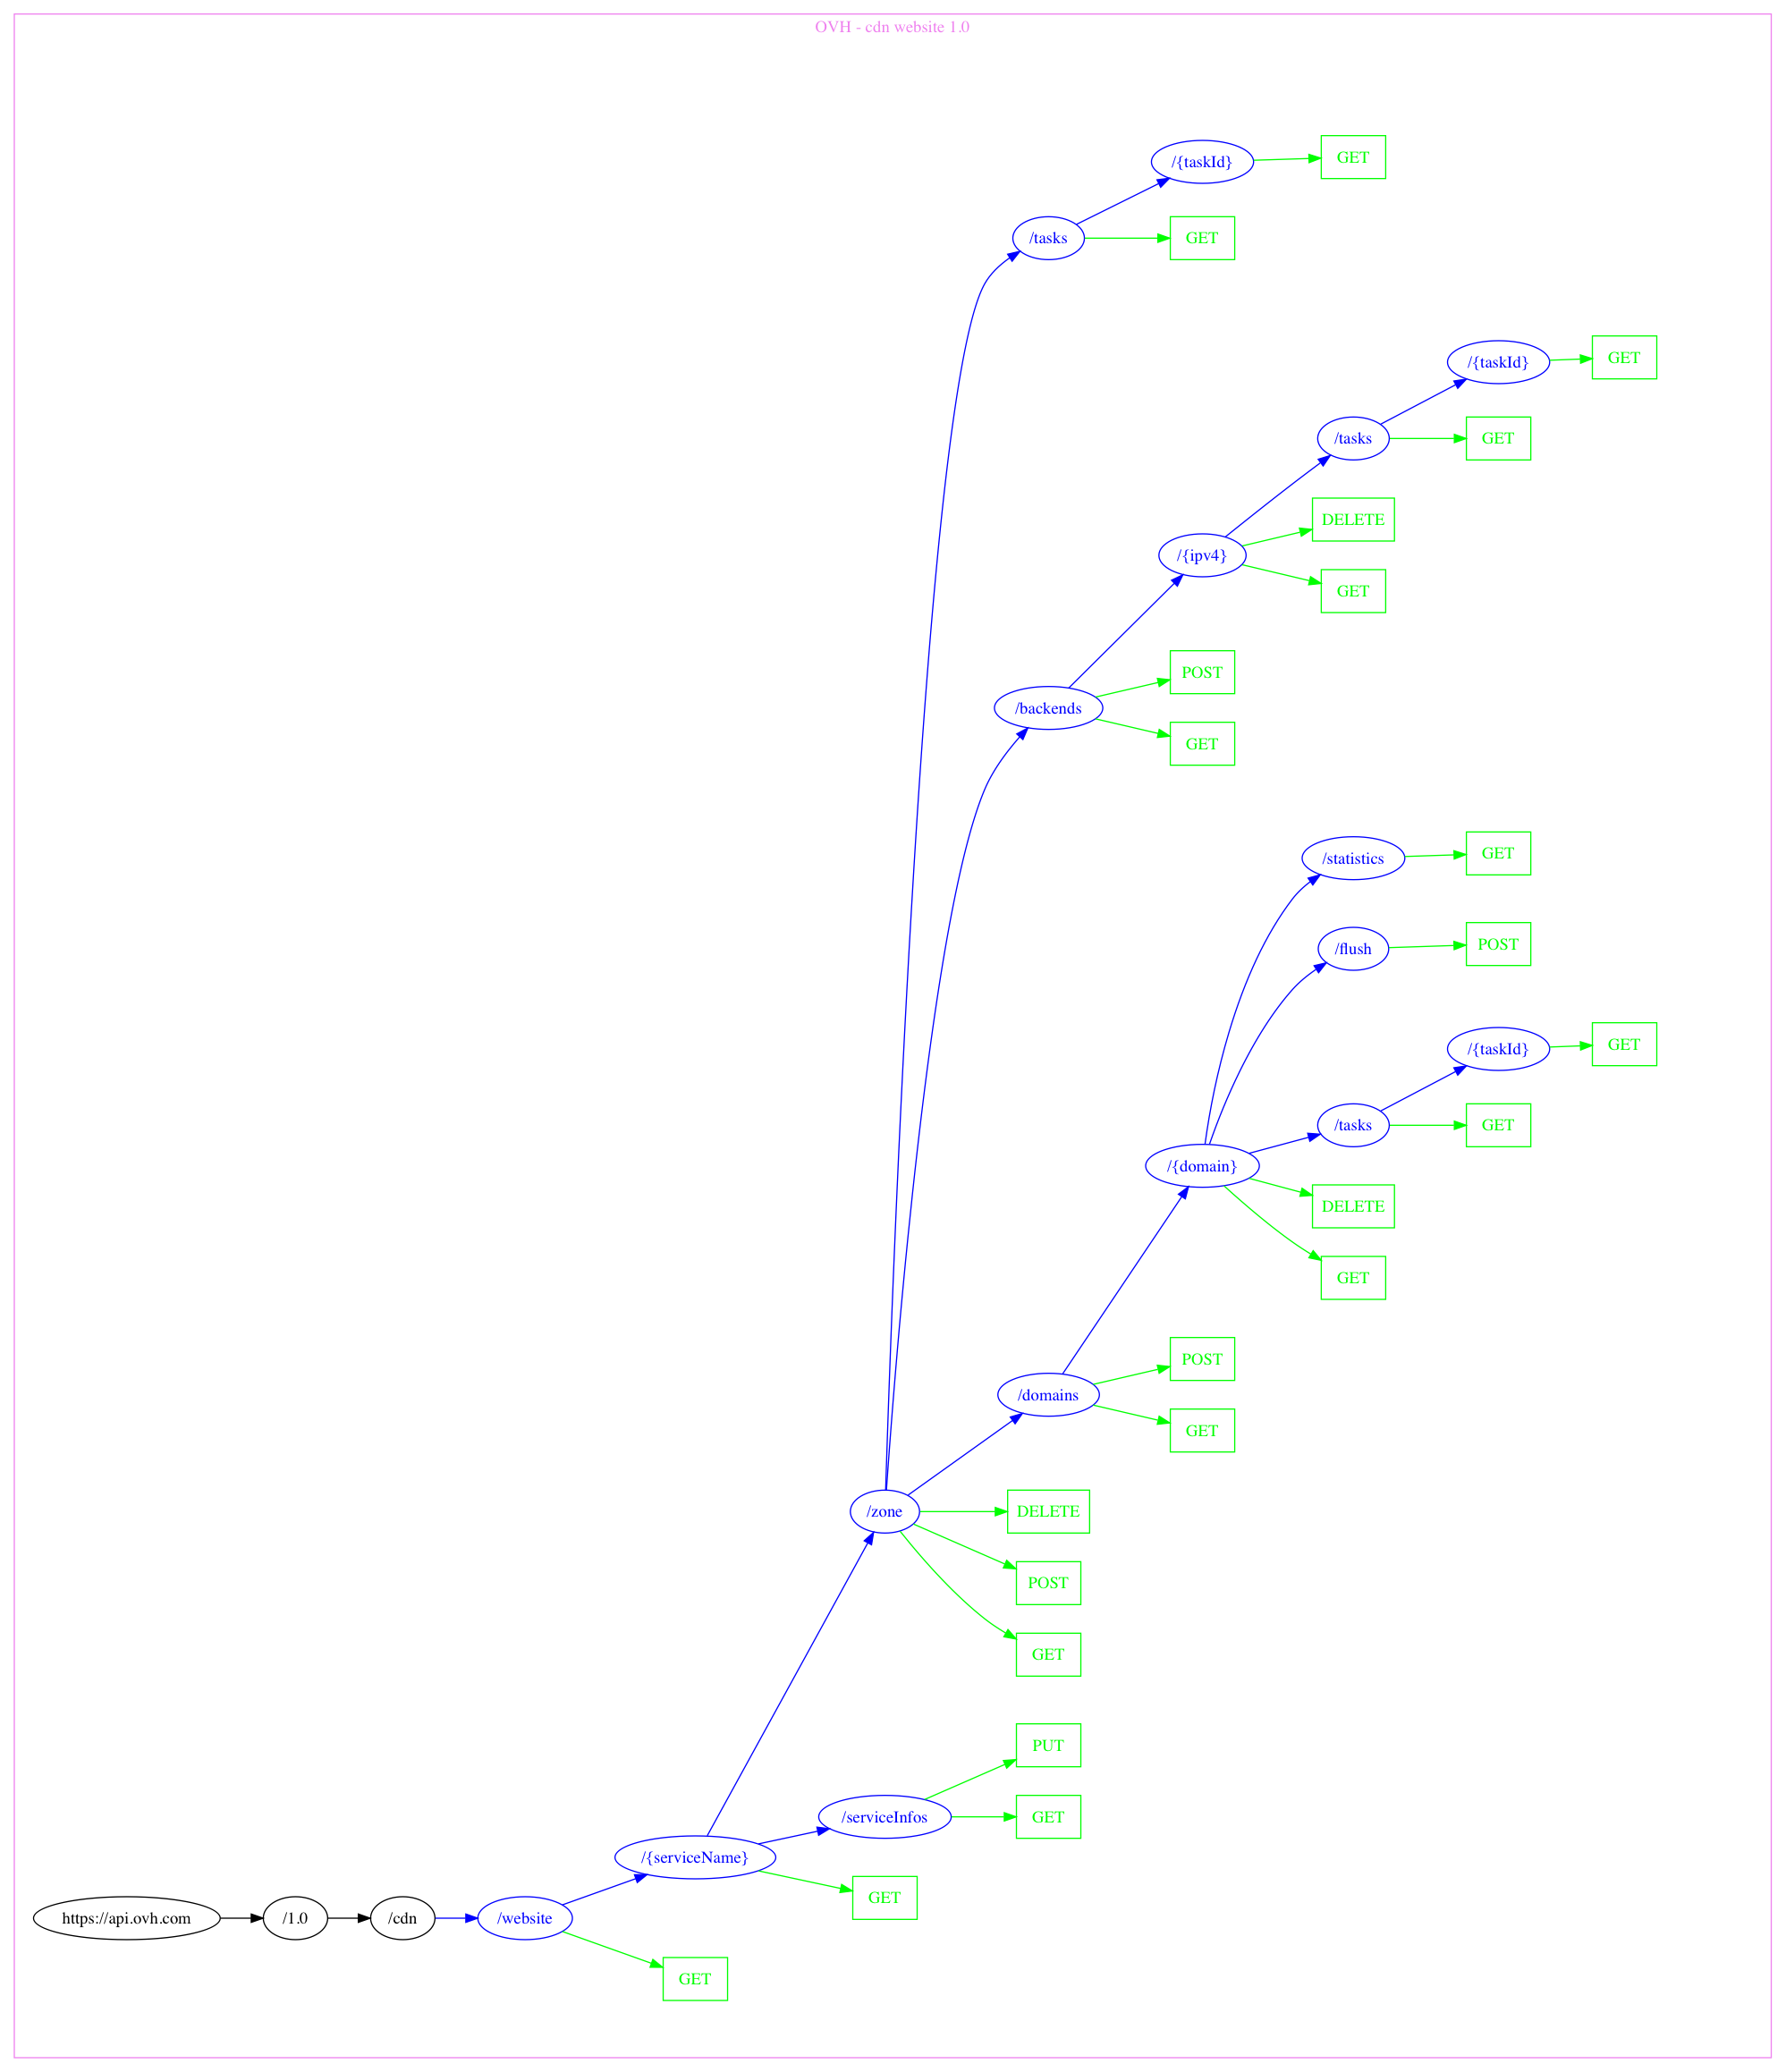 OVH - cdn website 1.0
/{taskId}
GET
/tasks
GET
/{taskId}
GET
/tasks
GET
DELETE
/{ipv4}
GET
POST
/backends
GET
/statistics
GET
/flush
POST
/{taskId}
GET
/tasks
GET
/{domain}
DELETE
GET
POST
/domains
GET
/zone
DELETE
POST
GET
PUT
/serviceInfos
GET
/{serviceName}
GET
https://api.ovh.com
/1.0
/cdn
/website
GET